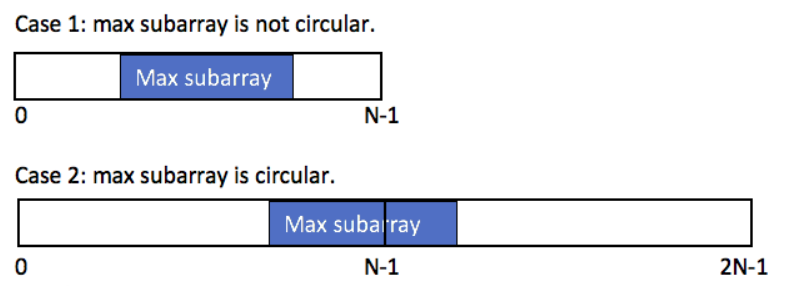 Case 1: max subarray is not circular.
Max subarray
0 N-1
Case 2: max subarray is circular.
Max subarray
0 N-1 2N-1